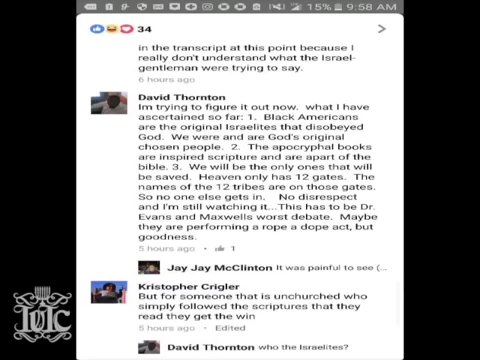 15% 9:58 AM
34
in the transcript at this point because I
really don't understand what the Israel-
gentleman were trying to say.
6 hours ago
David Thornton
Im trying to figure it out now. what I have
ascertained so far: 1. Black Americans
are the original Israelites that disobeyed
God. We were and are God's original
chosen people. 2. The apocryphal books
are inspired scripture and are apart of the
bible. 3. We will be the only ones that will
be saved. Heaven only has 12 gates. The
names of the 12 tribes are on those gates.
So no one else gets in. No disrespect
and I'm still watching it...This has to be Dr.
Evans and Maxwells worst debate. Maybe
they are performing a rope a dope act, but
goodness.
5 hours ago · 1
Jay Jay McClinton It was painful to see (...
Kristopher Crigler
But for someone that is unchurched who
simply followed the scriptures that they
read they get the win
5 hours ago · Edited
David Thornton who the Israelites?
IUIC